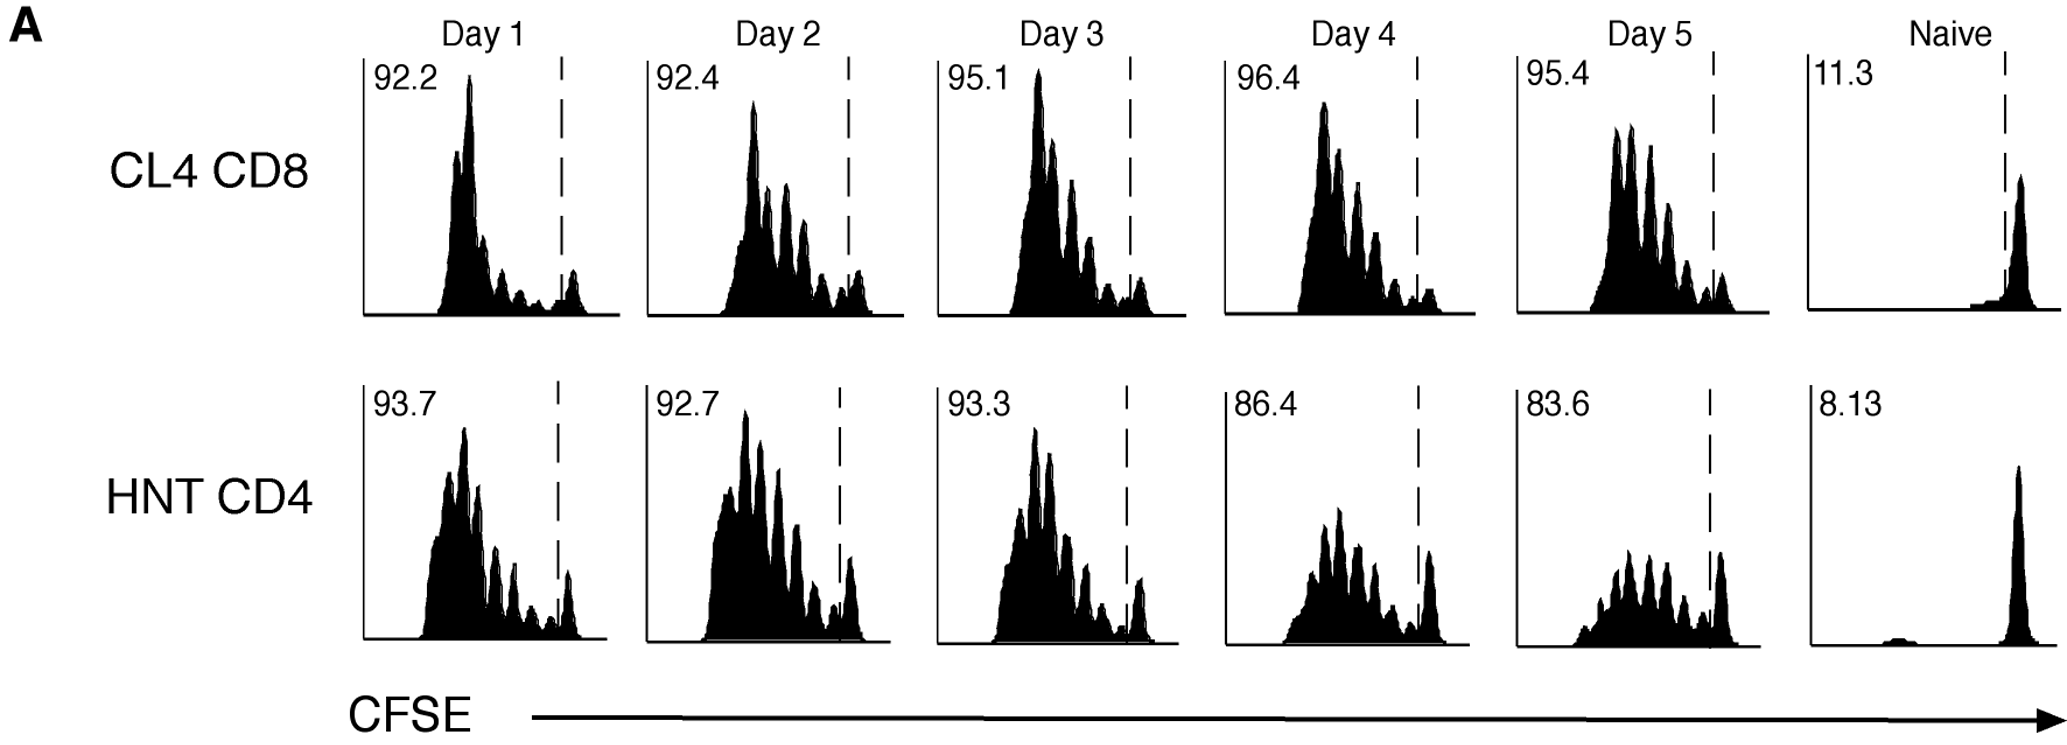 A
Day 1 Day 2 Day 3 Day 4 Day 5 Naive
CL4 CD8 92.2 92.4 95.1 96.4 95.4 11.3
HNT CD4 93.7 92.7 93.3 86.4 83.6 8.13
CFSE